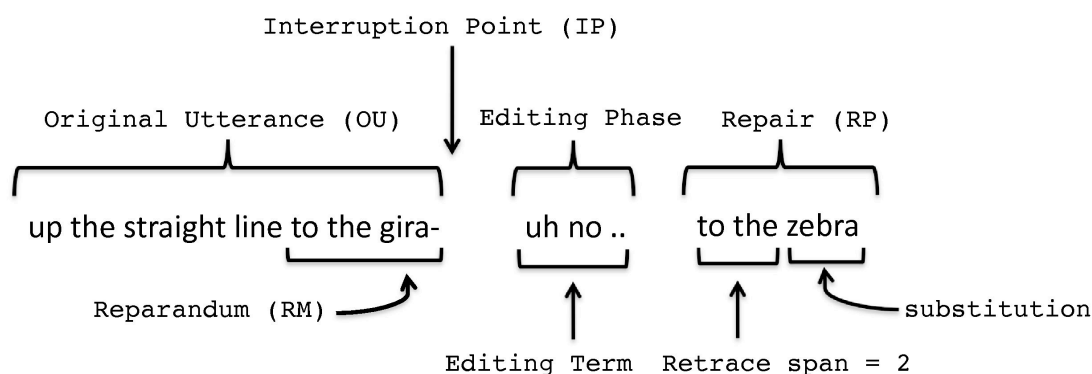 Interruption Point (IP)
Original Utterance (OU) Editing Phase Repair (RP)
up the straight line to the gira- uh no .. to the zebra
Reparandum (RM) substitution
Editing Term Retrace span = 2